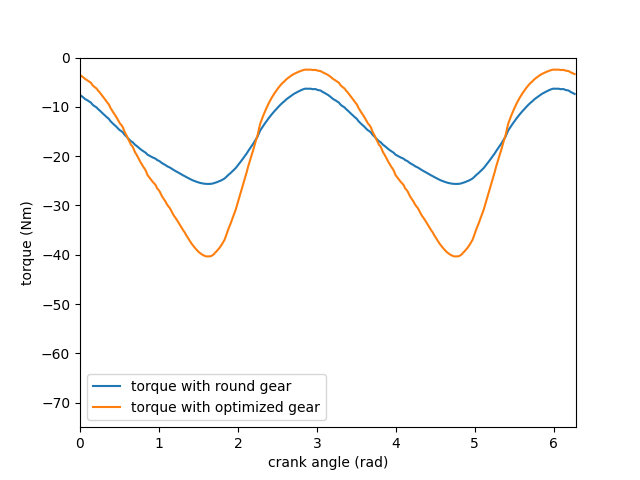 0
−10
−20
−30
−40
−50
−60
−70
torque (Nm)
torque with round gear
torque with optimized gear
0 1 2 3 4 5 6
crank angle (rad)